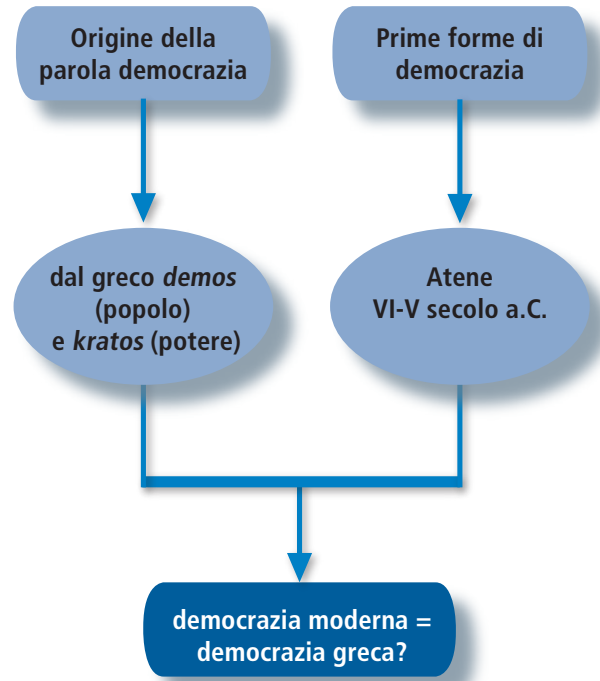 Origine della
parola democrazia
Prime forme di
democrazia
dal greco demos
(popolo)
e kratos (potere)
Atene
VI-V secolo a.C.
democrazia moderna =
democrazia greca?